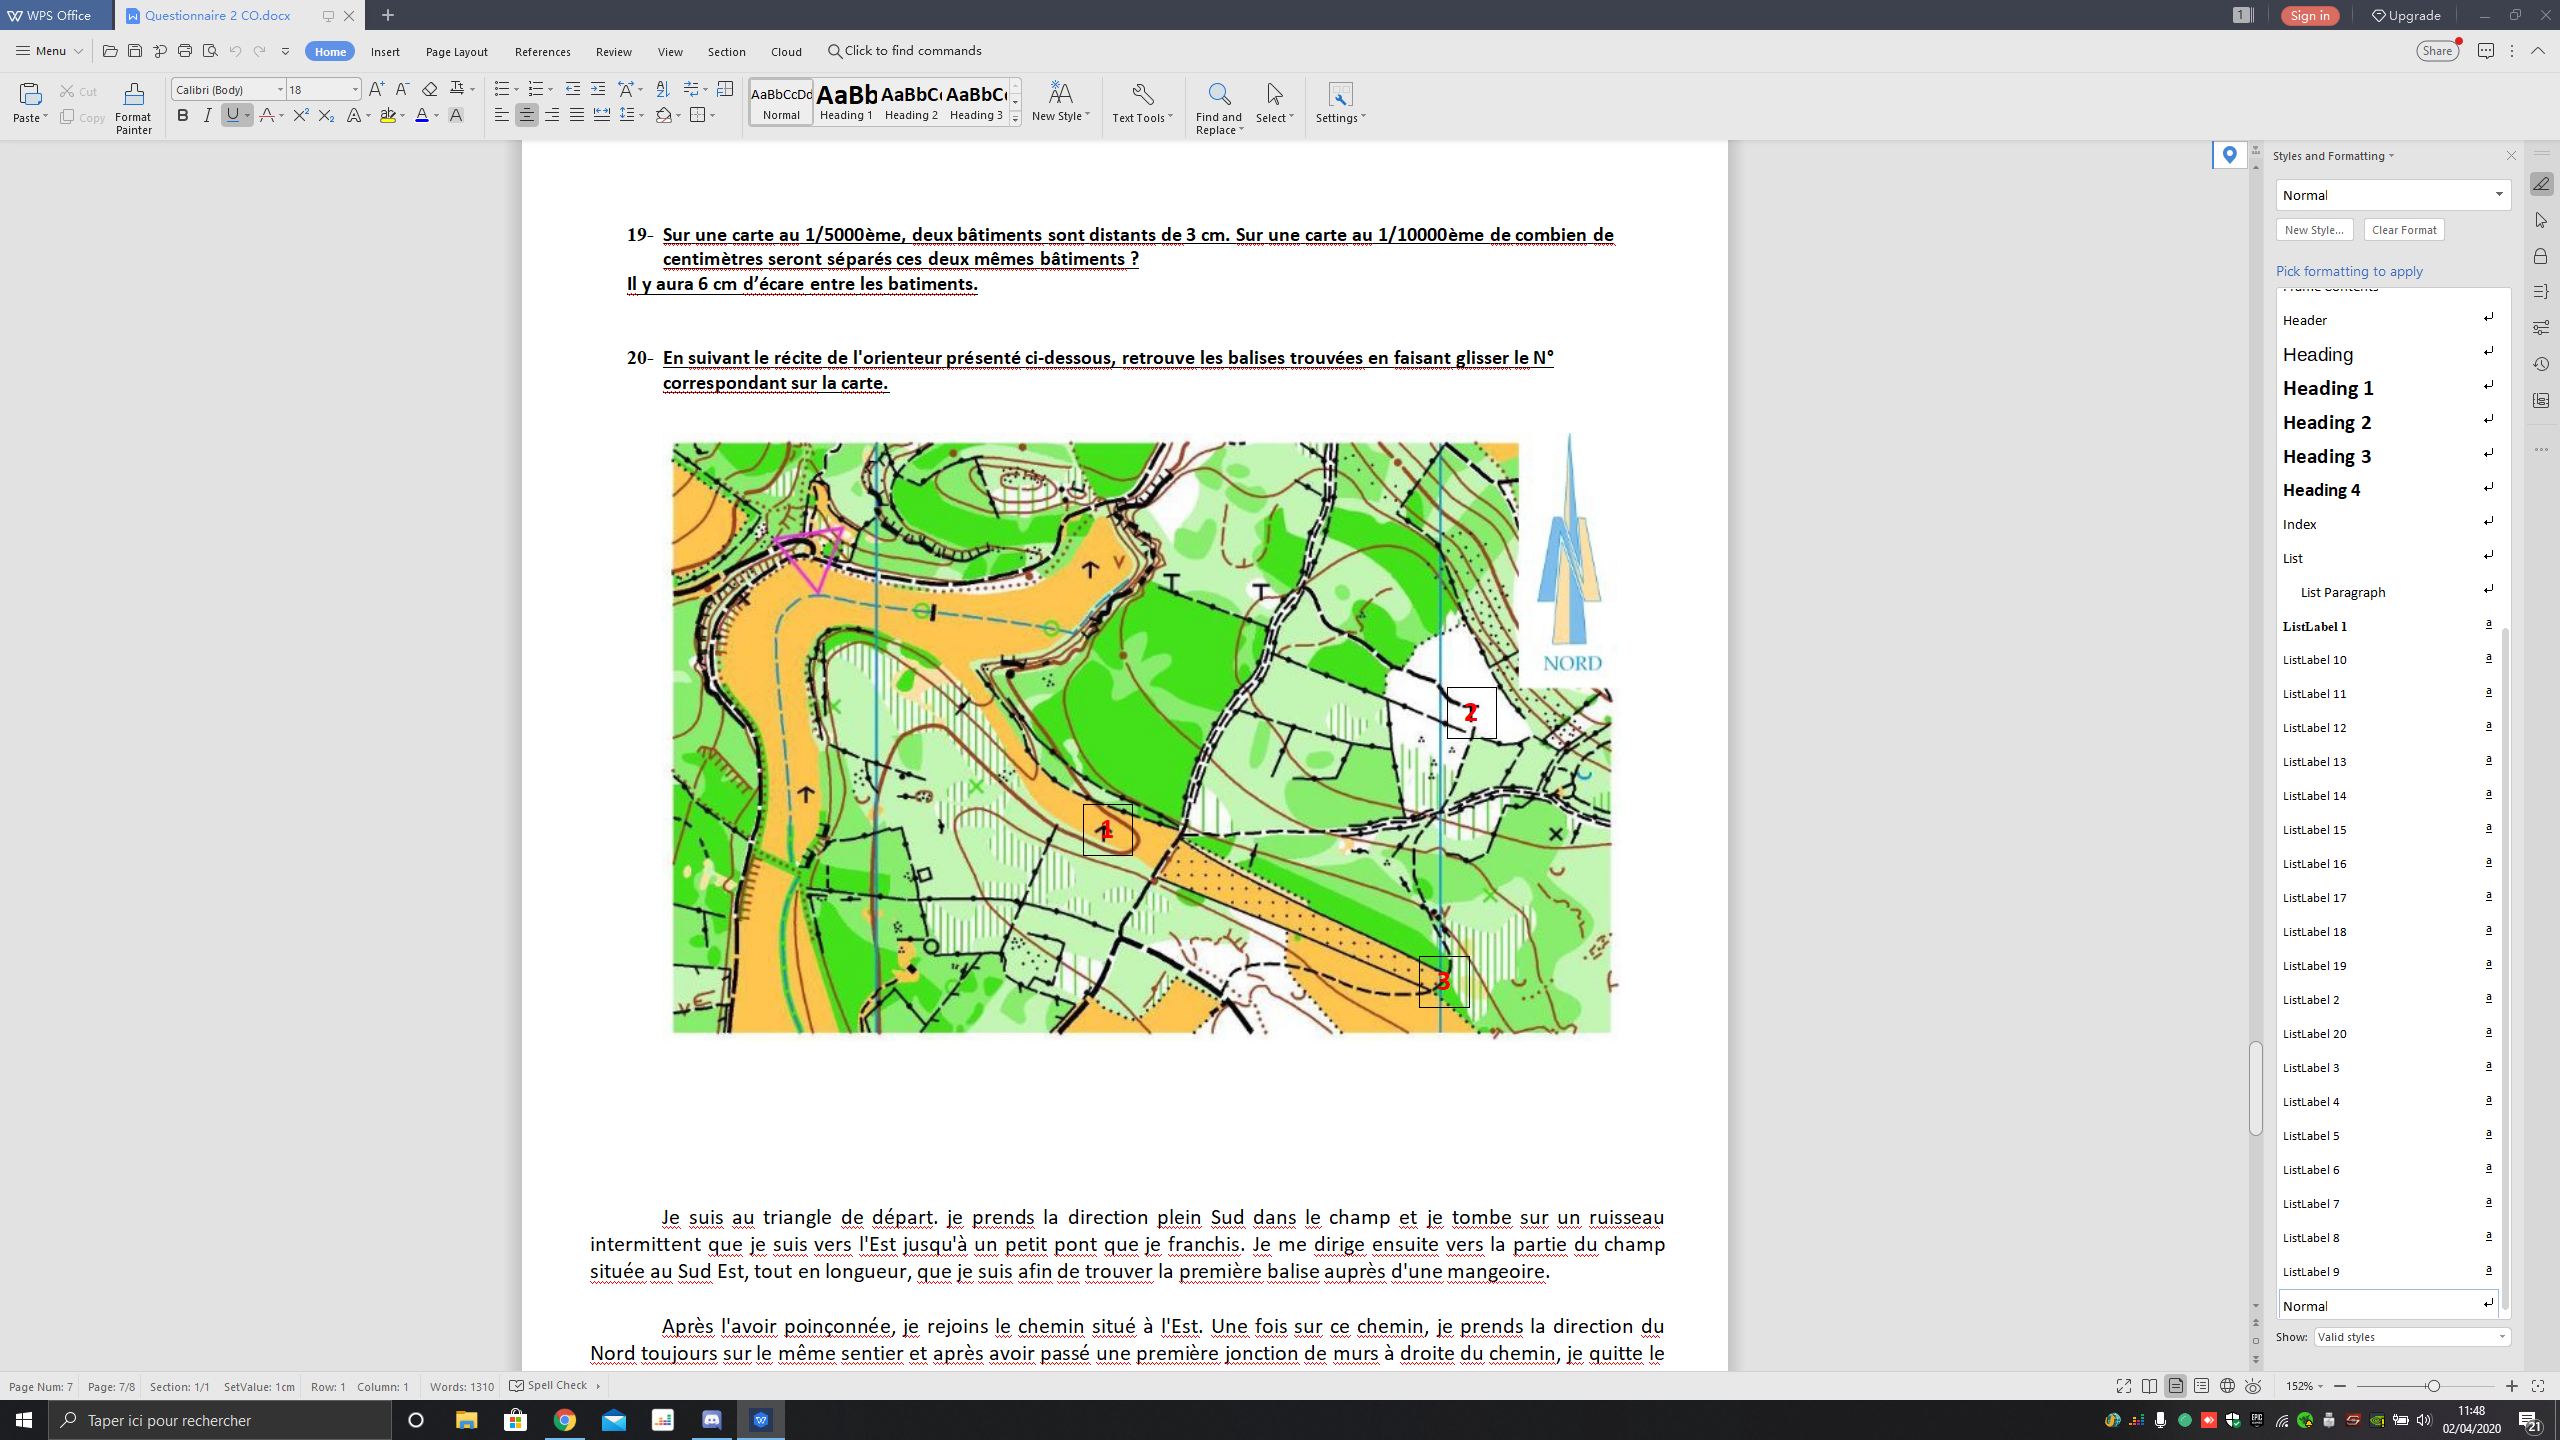 WPS Office
Questionnaire 2 CO.docx
1
Sign in
Upgrade
Menu
Home
Insert
Page Layout
References
Review
View
Section
Cloud
Click to find commands
Share
Paste
Cut
Copy
Format
Painter
Calibri (Body)
18
AaBbCcDd
Normal
AaBb
Heading 1
AaBbC
Heading 2
AaBbC
Heading 3
New Style
Text Tools
Find and
Replace
Select
Settings
19- Sur une carte au 1/5000ème, deux bâtiments sont distants de 3 cm. Sur une carte au 1/10000ème de combien de
centimètres seront séparés ces deux mêmes bâtiments ?
Il y aura 6 cm d’écare entre les batiments.
20- En suivant le récite de l'orienteur présenté ci-dessous, retrouve les balises trouvées en faisant glisser le N°
correspondant sur la carte.
NORD
2
1
3
Je suis au triangle de départ. je prends la direction plein Sud dans le champ et je tombe sur un ruisseau
intermittent que je suis vers l'Est jusqu'à un petit pont que je franchis. Je me dirige ensuite vers la partie du champ
située au Sud Est, tout en longueur, que je suis afin de trouver la première balise auprès d'une mangeoire.
Après l'avoir poinçonnée, je rejoins le chemin situé à l'Est. Une fois sur ce chemin, je prends la direction du
Nord toujours sur le même sentier et après avoir passé une première jonction de murs à droite du chemin, je quitte le
Styles and Formatting
Normal
New Style...
Clear Format
Pick formatting to apply
Frame Contents
Header
Heading
Heading 1
Heading 2
Heading 3
Heading 4
Index
List
List Paragraph
ListLabel 1
ListLabel 10
ListLabel 11
ListLabel 12
ListLabel 13
ListLabel 14
ListLabel 15
ListLabel 16
ListLabel 17
ListLabel 18
ListLabel 19
ListLabel 2
ListLabel 20
ListLabel 3
ListLabel 4
ListLabel 5
ListLabel 6
ListLabel 7
ListLabel 8
ListLabel 9
Normal
Show: Valid styles
Page Num: 7
Page: 7/8
Section: 1/1
SetValue: 1cm
Row: 1
Column: 1
Words: 1310
Spell Check
152%
Taper ici pour rechercher
11:48
02/04/2020
21